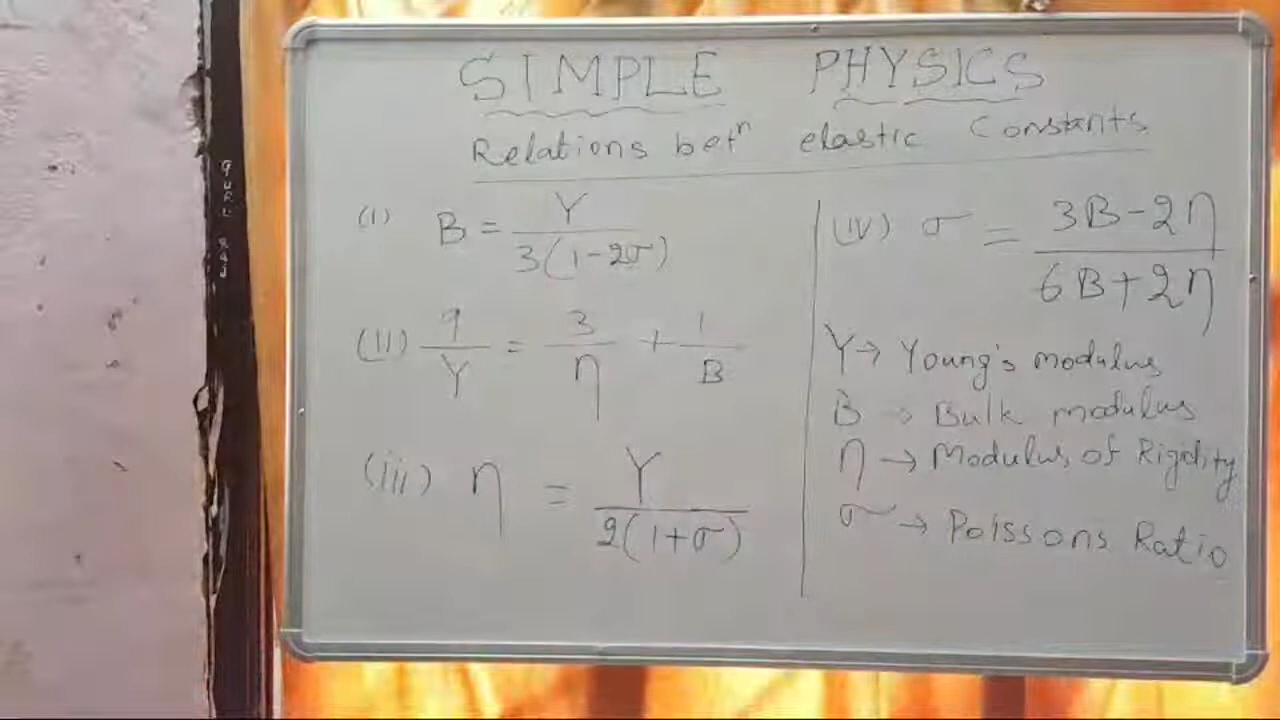 SIMPLE PHYSICS
Relations betⁿ elastic Constants
(i) B = Y / 3(1-2σ)
(ii) 9/Y = 3/η + 1/B
(iii) η = Y / 2(1+σ)
(iv) σ = 3B-2η / 6B+2η
Y → Young's modulus
B → Bulk modulus
η → Modulus of Rigidity
σ → Poissons Ratio